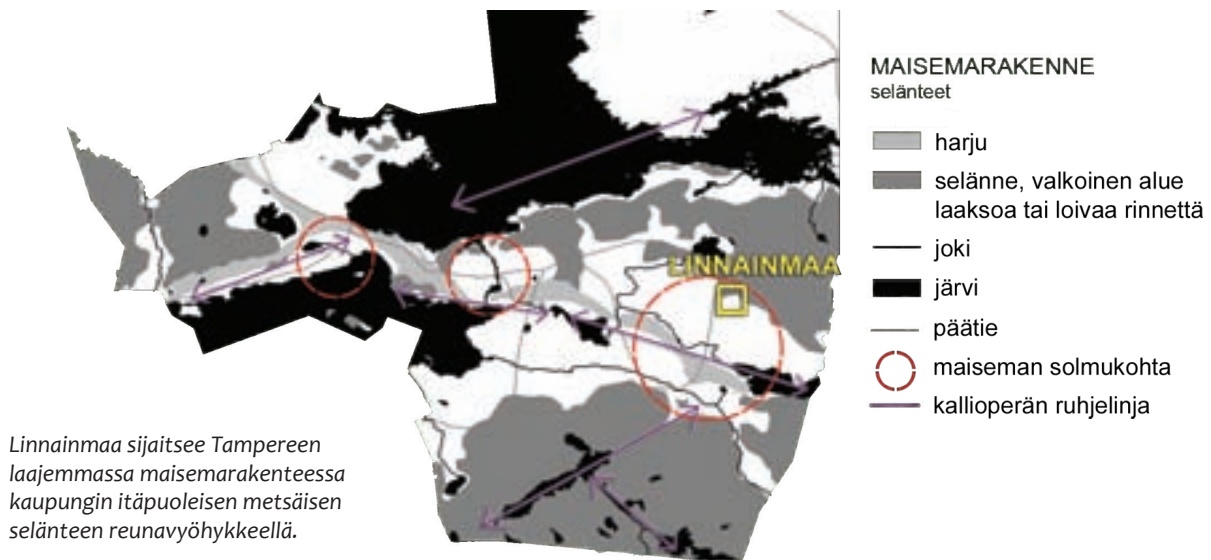 MAISEMARAKENNE
selänteet
harju
selänne, valkoinen alue
laaksoa tai loivaa rinnettä
joki
järvi
päätie
maiseman solmukohta
kallioperän ruhjelinja
LINNAINMAA
Linnainmaa sijaitsee Tampereen
laajemmassa maisemarakenteessa
kaupungin itäpuoleisen metsäisen
selänteen reunavyöhykkeellä.